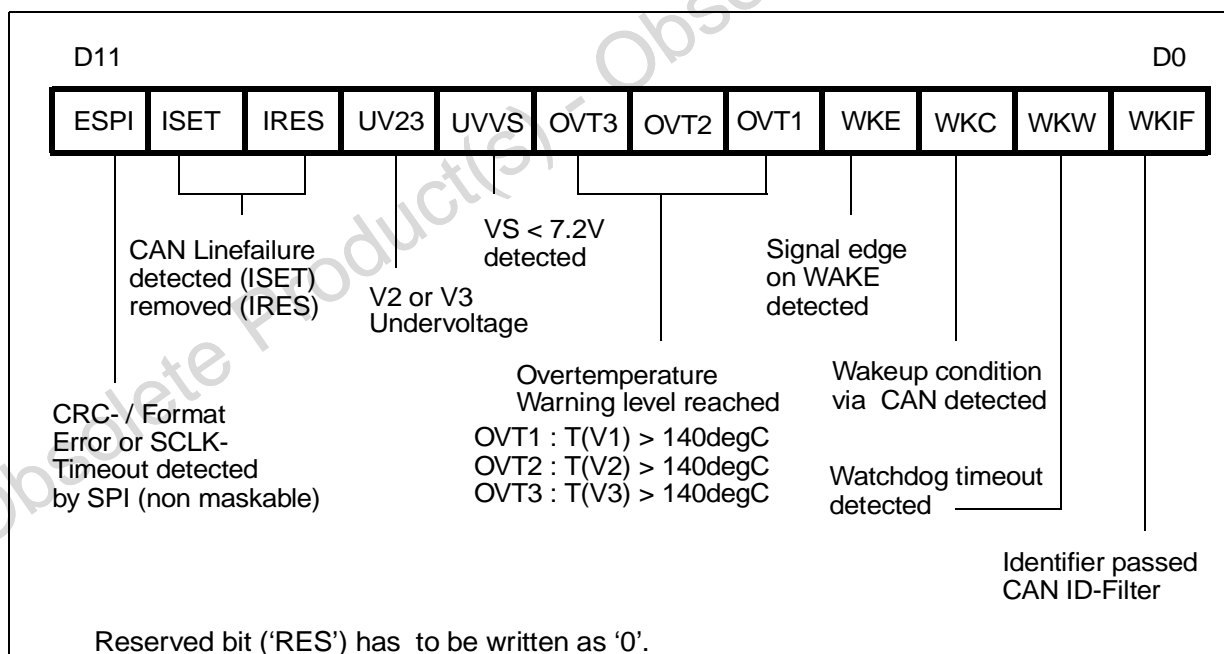 D11 D0
ESPI ISET IRES UV23 UVVS OVT3 OVT2 OVT1 WKE WKC WKW WKIF
CAN Linefailure
detected (ISET)
removed (IRES)
V2 or V3
Undervoltage
VS < 7.2V
detected
Signal edge
on WAKE
detected
CRC- / Format
Error or SCLK-
Timeout detected
by SPI (non maskable)
Overtemperature
Warning level reached
OVT1 : T(V1) > 140degC
OVT2 : T(V2) > 140degC
OVT3 : T(V3) > 140degC
Wakeup condition
via CAN detected
Watchdog timeout
detected
Identifier passed
CAN ID-Filter
Reserved bit (‘RES’) has to be written as ‘0’.
Obsolete Product(s) - Obso